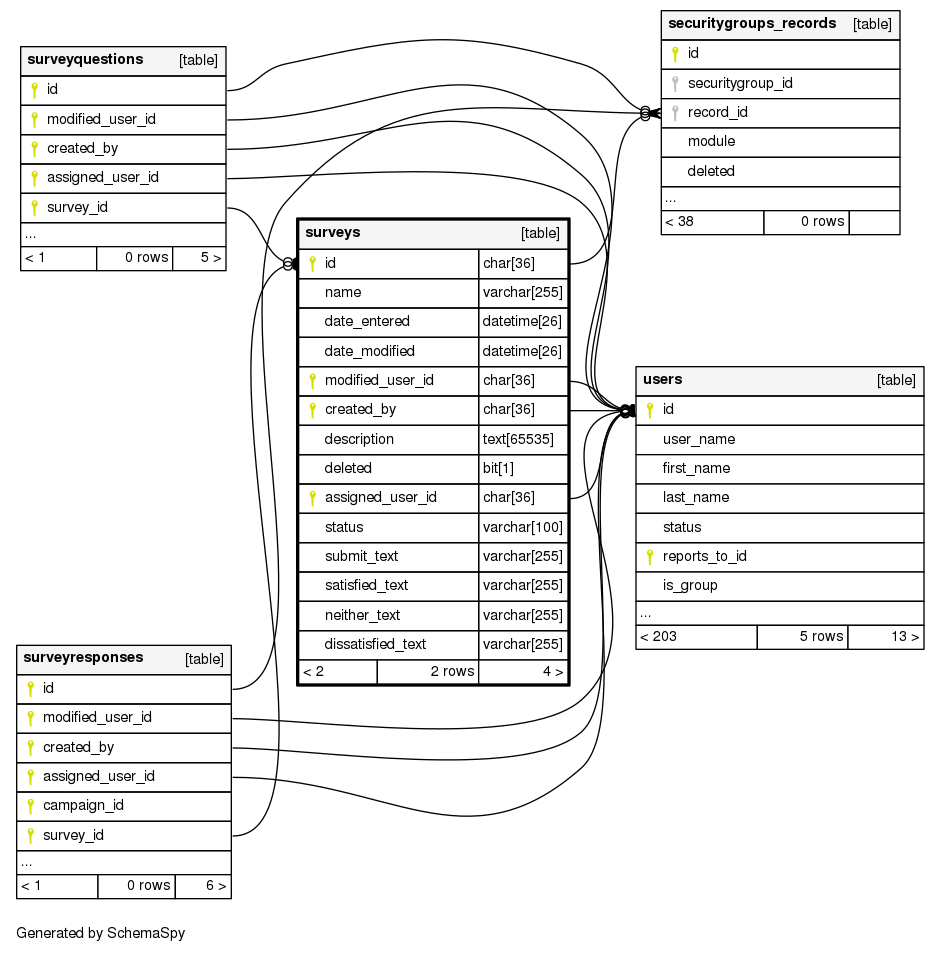 securitygroups_records [table]
id
securitygroup_id
record_id
module
deleted
...
< 38 0 rows
surveyquestions [table]
id
modified_user_id
created_by
assigned_user_id
survey_id
...
< 1 0 rows 5 >
surveys [table]
id char[36]
name varchar[255]
date_entered datetime[26]
date_modified datetime[26]
modified_user_id char[36]
created_by char[36]
description text[65535]
deleted bit[1]
assigned_user_id char[36]
status varchar[100]
submit_text varchar[255]
satisfied_text varchar[255]
neither_text varchar[255]
dissatisfied_text varchar[255]
< 2 2 rows 4 >
users [table]
id
user_name
first_name
last_name
status
reports_to_id
is_group
...
< 203 5 rows 13 >
surveyresponses [table]
id
modified_user_id
created_by
assigned_user_id
campaign_id
survey_id
...
< 1 0 rows 6 >
Generated by SchemaSpy